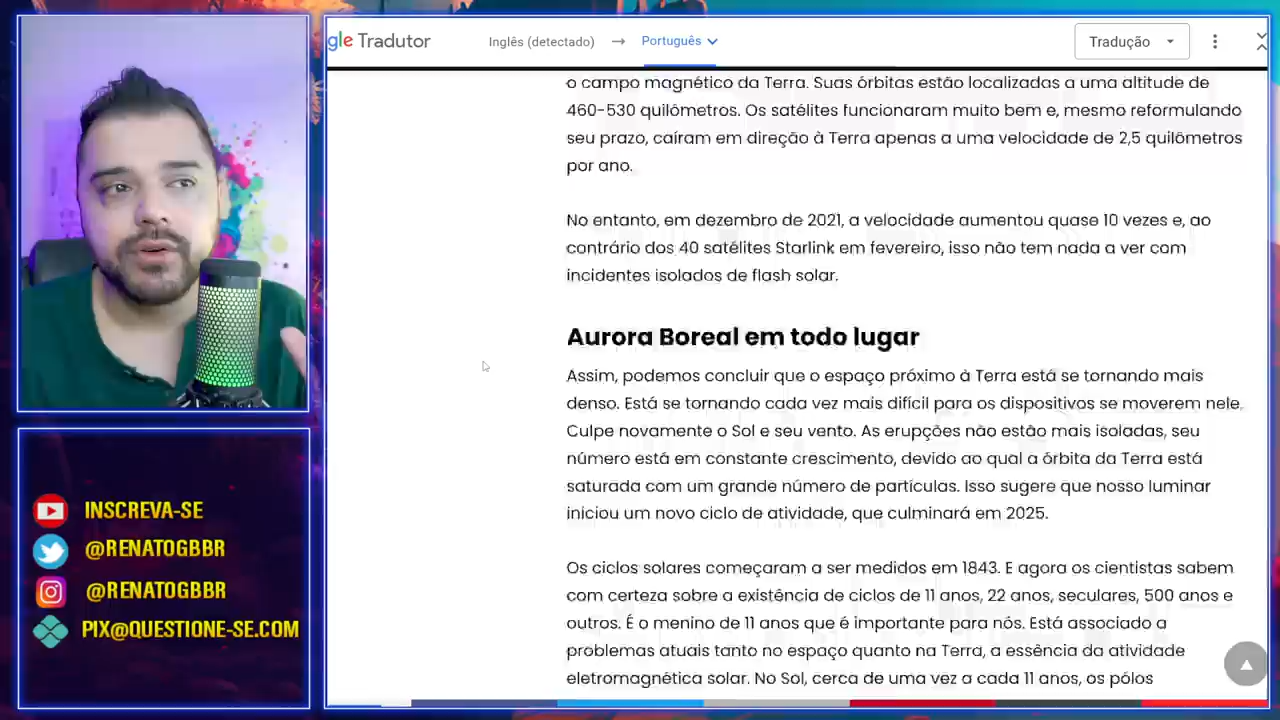 gle Tradutor
Inglês (detectado) → Português
Tradução
o campo magnético da Terra. Suas órbitas estão localizadas a uma altitude de
460-530 quilômetros. Os satélites funcionaram muito bem e, mesmo reformulando
seu prazo, caíram em direção à Terra apenas a uma velocidade de 2,5 quilômetros
por ano.
No entanto, em dezembro de 2021, a velocidade aumentou quase 10 vezes e, ao
contrário dos 40 satélites Starlink em fevereiro, isso não tem nada a ver com
incidentes isolados de flash solar.
Aurora Boreal em todo lugar
Assim, podemos concluir que o espaço próximo à Terra está se tornando mais
denso. Está se tornando cada vez mais difícil para os dispositivos se moverem nele.
Culpe novamente o Sol e seu vento. As erupções não estão mais isoladas, seu
número está em constante crescimento, devido ao qual a órbita da Terra está
saturada com um grande número de partículas. Isso sugere que nosso luminar
iniciou um novo ciclo de atividade, que culminará em 2025.
Os ciclos solares começaram a ser medidos em 1843. E agora os cientistas sabem
com certeza sobre a existência de ciclos de 11 anos, 22 anos, seculares, 500 anos e
outros. É o menino de 11 anos que é importante para nós. Está associado a
problemas atuais tanto no espaço quanto na Terra, a essência da atividade
eletromagnética solar. No Sol, cerca de uma vez a cada 11 anos, os pólos
INSCREVA-SE
@RENATOGBBR
@RENATOGBBR
PIX@QUESTIONE-SE.COM